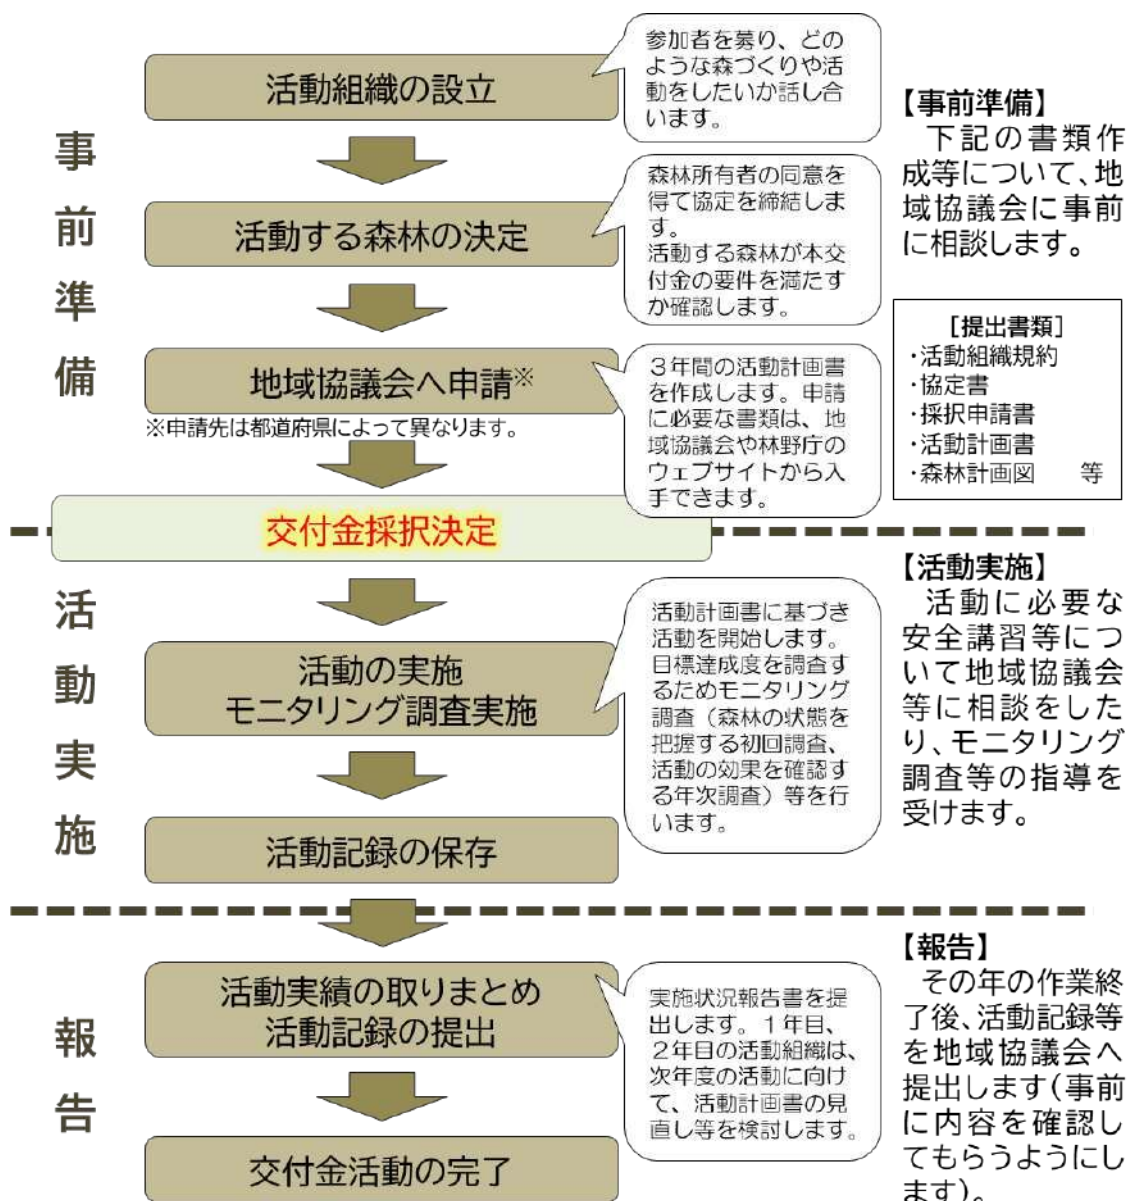 事前準備
活動組織の設立
参加者を募り、どの
ような森づくりや活
動をしたいか話し合
います。
活動する森林の決定
森林所有者の同意を
得て協定を締結しま
す。
活動する森林が本交
付金の要件を満たす
か確認します。
地域協議会へ申請※
※申請先は都道府県によって異なります。
3年間の活動計画書
を作成します。申請
に必要な書類は、地
域協議会や林野庁の
ウェブサイトから入
手できます。
【事前準備】
下記の書類作
成等について、地
域協議会に事前
に相談します。
[提出書類]
・活動組織規約
・協定書
・採択申請書
・活動計画書
・森林計画図 等
交付金採択決定
活動実施
活動の実施
モニタリング調査実施
活動計画書に基づき
活動を開始します。
目標達成度を調査す
るためモニタリング
調査（森林の状態を
把握する初回調査、
活動の効果を確認す
る年次調査）等を行
います。
活動記録の保存
【活動実施】
活動に必要な
安全講習等につ
いて地域協議会
等に相談をした
り、モニタリング
調査等の指導を
受けます。
報告
活動実績の取りまとめ
活動記録の提出
実施状況報告書を提
出します。1年目、
2年目の活動組織は、
次年度の活動に向け
て、活動計画書の見
直し等を検討します。
交付金活動の完了
【報告】
その年の作業終
了後、活動記録等
を地域協議会へ
提出します（事前
に内容を確認し
てもらうようにし
ます）。